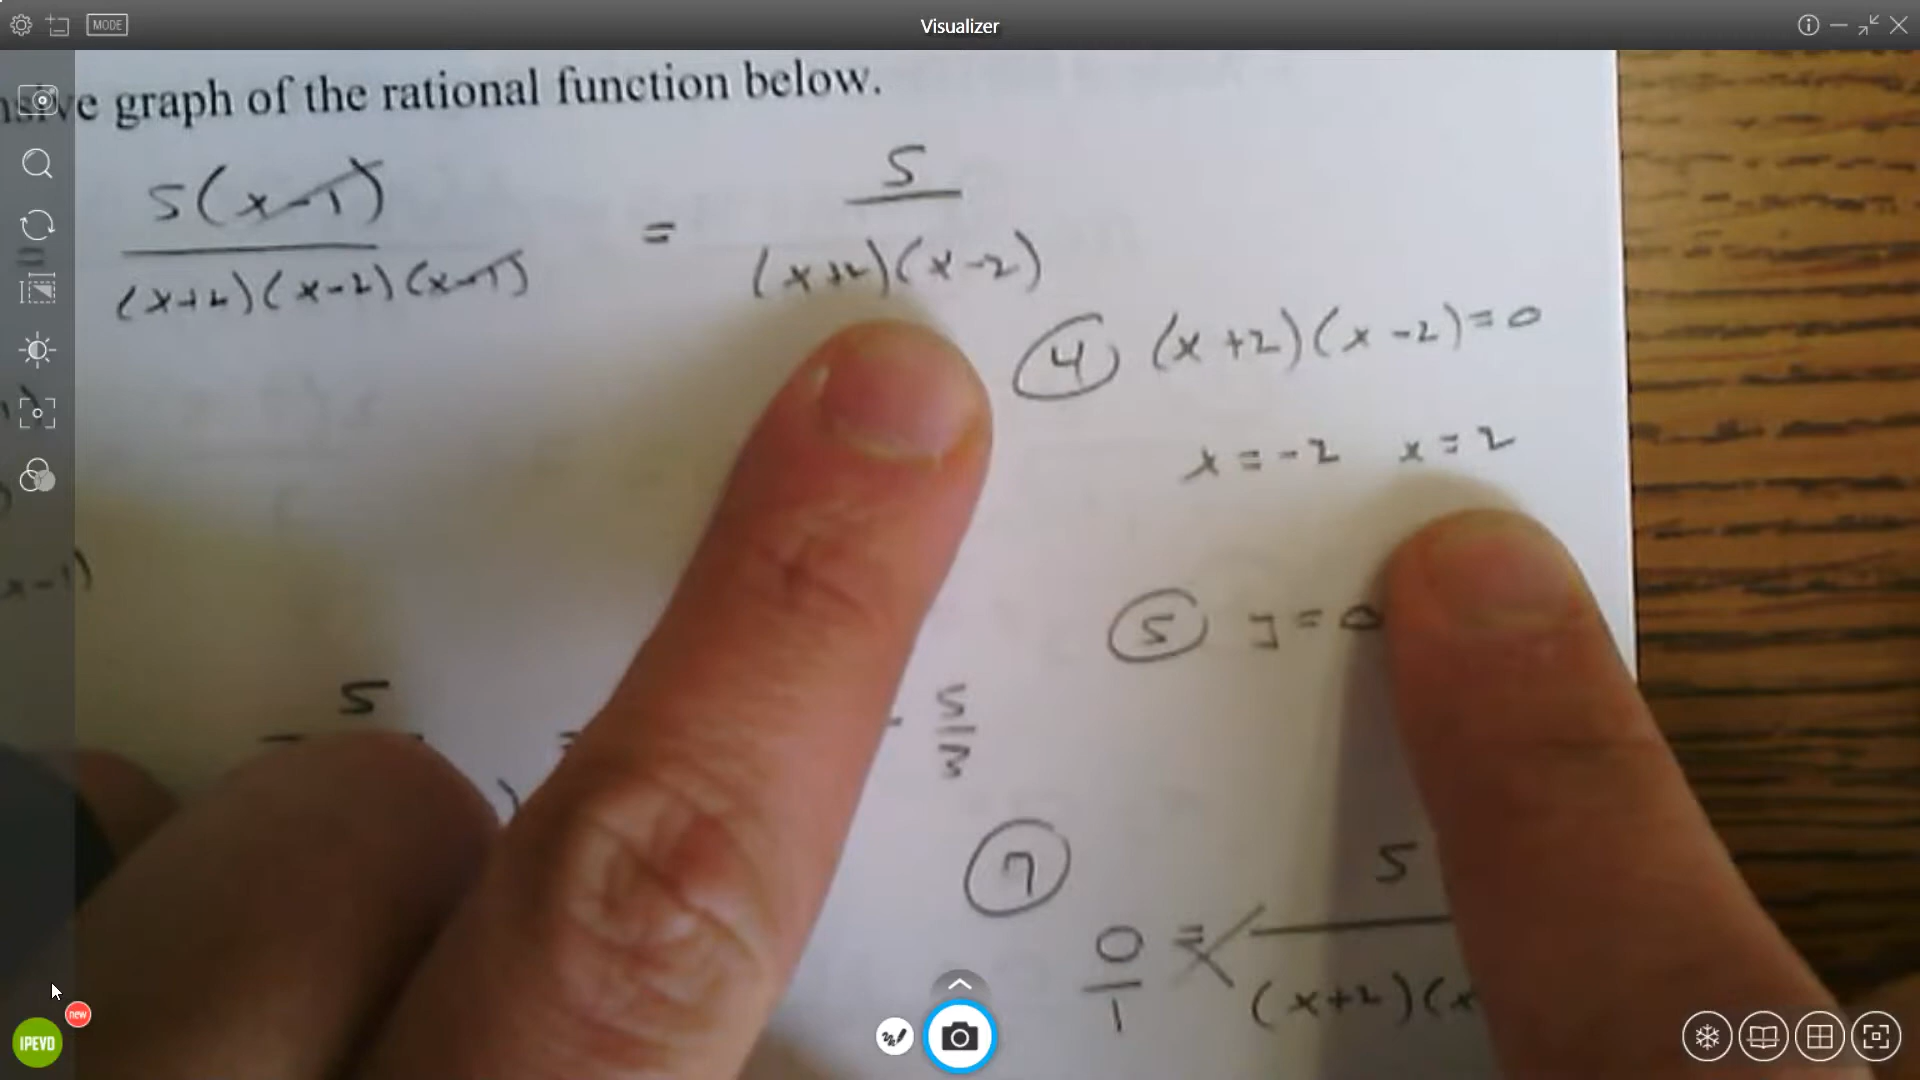 MODE
Visualizer
graph of the rational function below.
= 5(x-1) / (x+2)(x-2)(x-1) = 5 / (x+2)(x-2)
④ (x+2)(x-2)=0
x=-2 x=2
x-1)
⑤ y=0
5
= - 5/3
)
⑦
0/1 = 5 / (x+2)(x
new
IPEVO